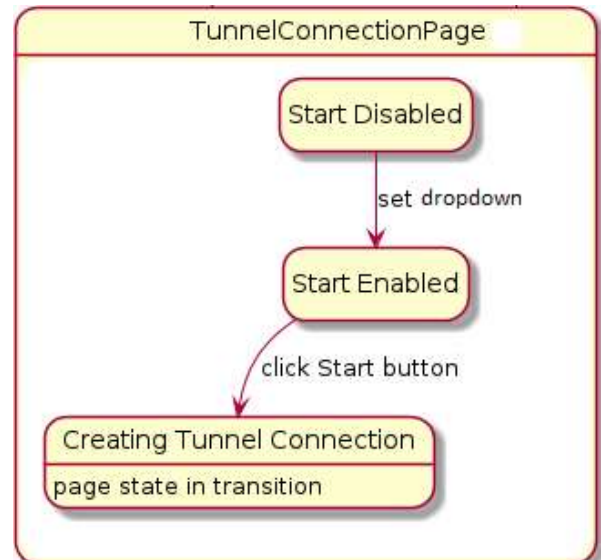 TunnelConnectionPage
Start Disabled
set dropdown
Start Enabled
click Start button
Creating Tunnel Connection
page state in transition